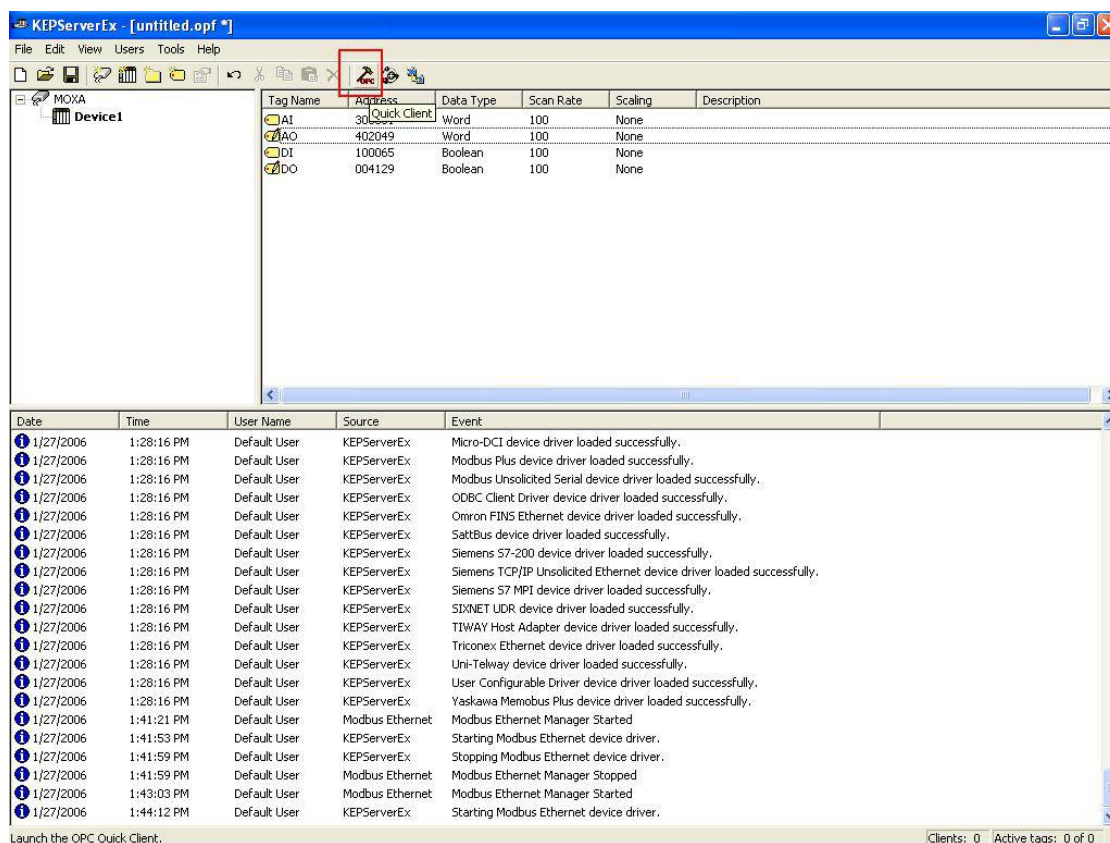 KEPServerEx - [untitled.opf *]
File Edit View Users Tools Help
OPC
MOXA
Device1
Tag Name Address Data Type Scan Rate Scaling Description
Quick Client
AI Word 100 None
AO 402049 Word 100 None
DI 100065 Boolean 100 None
DO 004129 Boolean 100 None
Date Time User Name Source Event
1/27/2006 1:28:16 PM Default User KEPServerEx Micro-DCI device driver loaded successfully.
1/27/2006 1:28:16 PM Default User KEPServerEx Modbus Plus device driver loaded successfully.
1/27/2006 1:28:16 PM Default User KEPServerEx Modbus Unsolicited Serial device driver loaded successfully.
1/27/2006 1:28:16 PM Default User KEPServerEx ODBC Client Driver device driver loaded successfully.
1/27/2006 1:28:16 PM Default User KEPServerEx Omron FINS Ethernet device driver loaded successfully.
1/27/2006 1:28:16 PM Default User KEPServerEx SattBus device driver loaded successfully.
1/27/2006 1:28:16 PM Default User KEPServerEx Siemens S7-200 device driver loaded successfully.
1/27/2006 1:28:16 PM Default User KEPServerEx Siemens TCP/IP Unsolicited Ethernet device driver loaded successfully.
1/27/2006 1:28:16 PM Default User KEPServerEx Siemens S7 MPI device driver loaded successfully.
1/27/2006 1:28:16 PM Default User KEPServerEx SIXNET UDR device driver loaded successfully.
1/27/2006 1:28:16 PM Default User KEPServerEx TIWAY Host Adapter device driver loaded successfully.
1/27/2006 1:28:16 PM Default User KEPServerEx Triconex Ethernet device driver loaded successfully.
1/27/2006 1:28:16 PM Default User KEPServerEx Uni-Telway device driver loaded successfully.
1/27/2006 1:28:16 PM Default User KEPServerEx User Configurable Driver device driver loaded successfully.
1/27/2006 1:28:16 PM Default User KEPServerEx Yaskawa Memobus Plus device driver loaded successfully.
1/27/2006 1:41:21 PM Default User Modbus Ethernet Modbus Ethernet Manager Started
1/27/2006 1:41:53 PM Default User KEPServerEx Starting Modbus Ethernet device driver.
1/27/2006 1:41:59 PM Default User KEPServerEx Stopping Modbus Ethernet device driver.
1/27/2006 1:41:59 PM Default User Modbus Ethernet Modbus Ethernet Manager Stopped
1/27/2006 1:43:03 PM Default User Modbus Ethernet Modbus Ethernet Manager Started
1/27/2006 1:44:12 PM Default User KEPServerEx Starting Modbus Ethernet device driver.
Launch the OPC Quick Client. Clients: 0 Active tags: 0 of 0